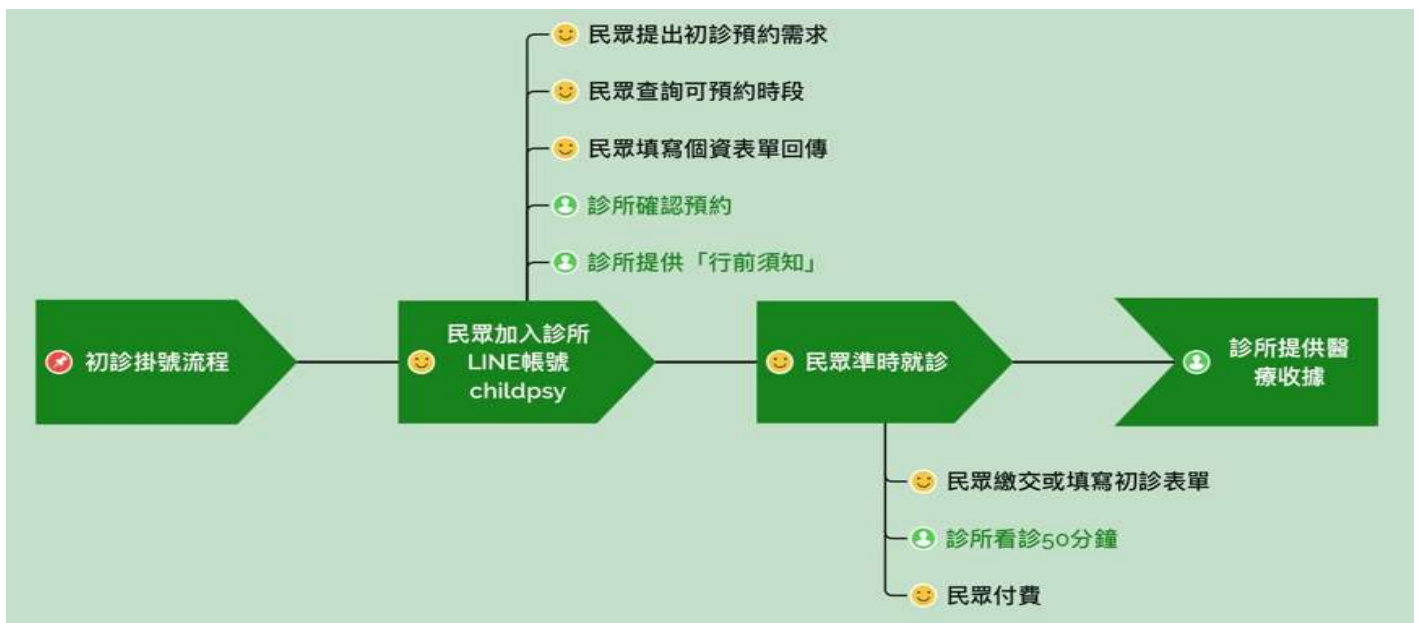 民眾提出初診預約需求
民眾查詢可預約時段
民眾填寫個資表單回傳
診所確認預約
診所提供「行前須知」
初診掛號流程
民眾加入診所
LINE帳號
childpsy
民眾準時就診
診所提供醫
療收據
民眾繳交或填寫初診表單
診所看診50分鐘
民眾付費